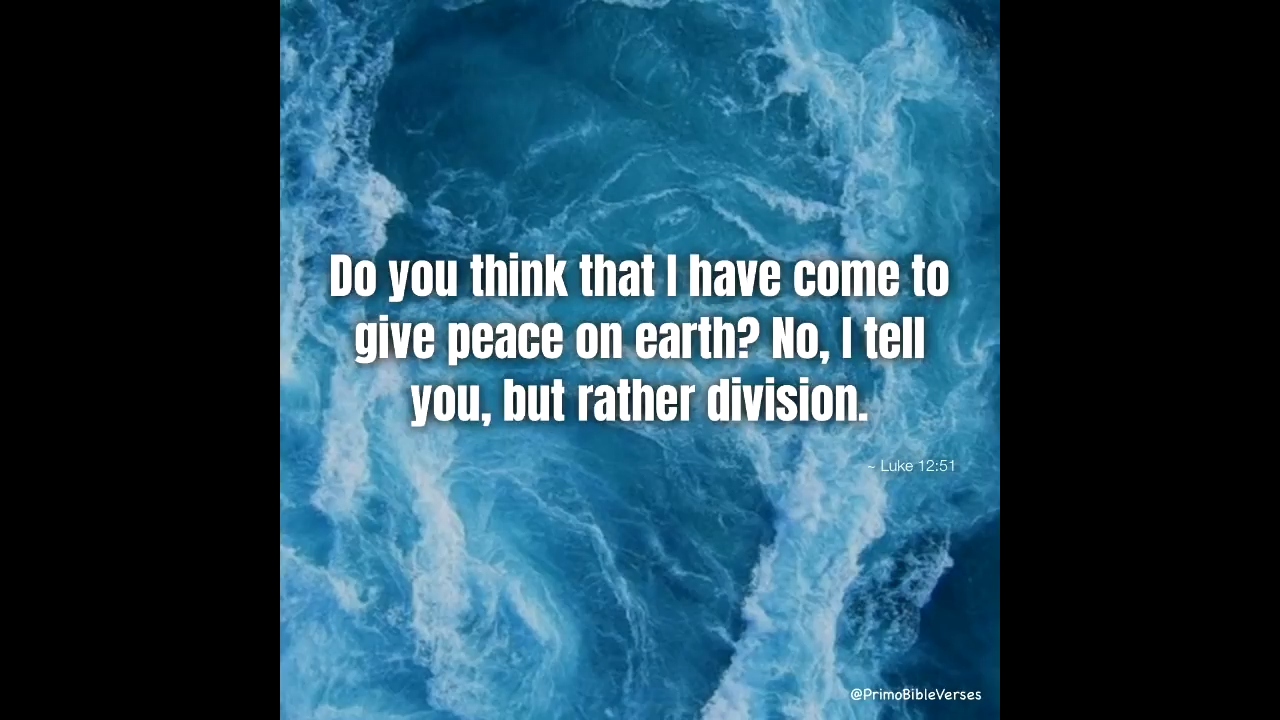 Do you think that I have come to
give peace on earth? No, I tell
you, but rather division.
~ Luke 12:51
@PrimoBibleVerses